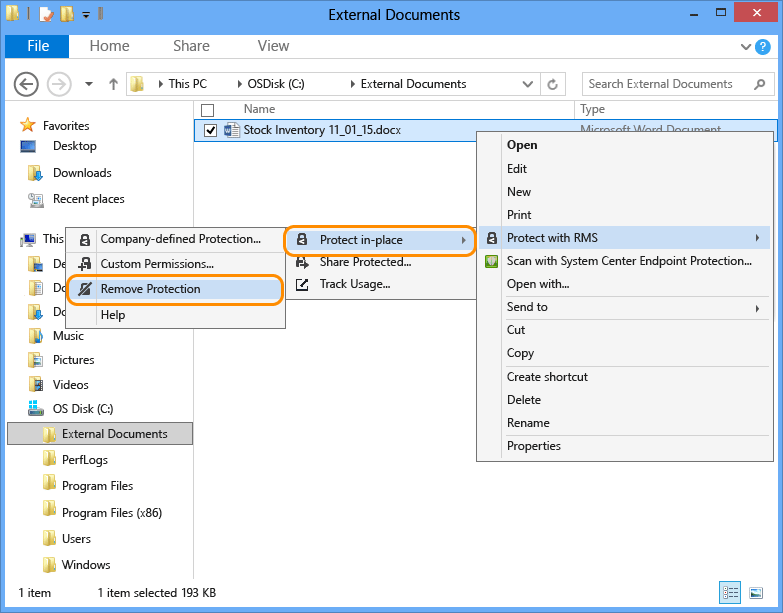 External Documents
File Home Share View
This PC OSDisk (C:) External Documents
Search External Documents
Name Type
Stock Inventory 11_01_15.docx Microsoft Word Document
Favorites
Desktop
Downloads
Recent places
This
De
Do
Do
Music
Pictures
Videos
OS Disk (C:)
External Documents
PerfLogs
Program Files
Program Files (x86)
Users
Windows
Open
Edit
New
Print
Protect with RMS
Scan with System Center Endpoint Protection...
Open with...
Send to
Cut
Copy
Create shortcut
Delete
Rename
Properties
Protect in-place
Share Protected...
Track Usage...
Company-defined Protection...
Custom Permissions...
Remove Protection
Help
1 item 1 item selected 193 KB